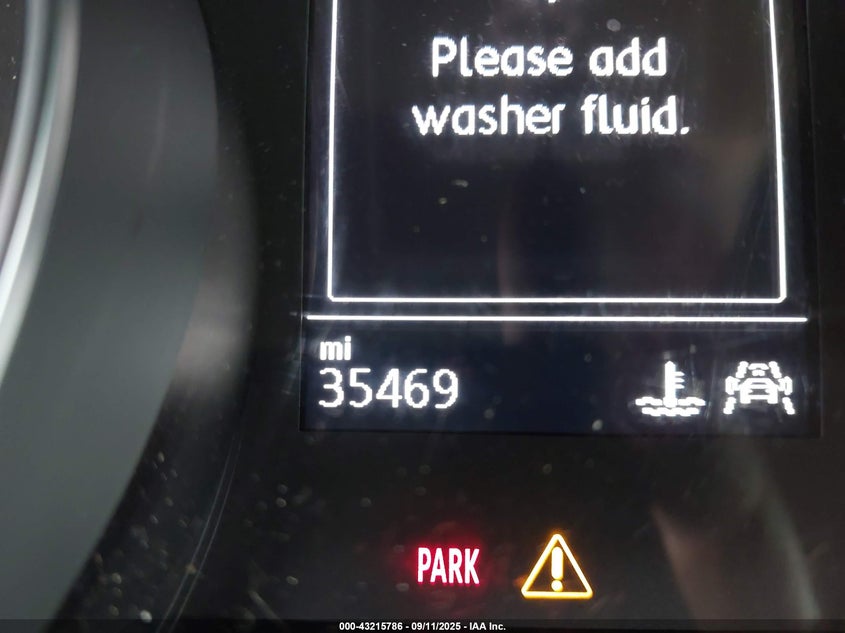 Please add
washer fluid.
mi
35469
PARK
000-43215786 - 09/11/2025 - IAA Inc.